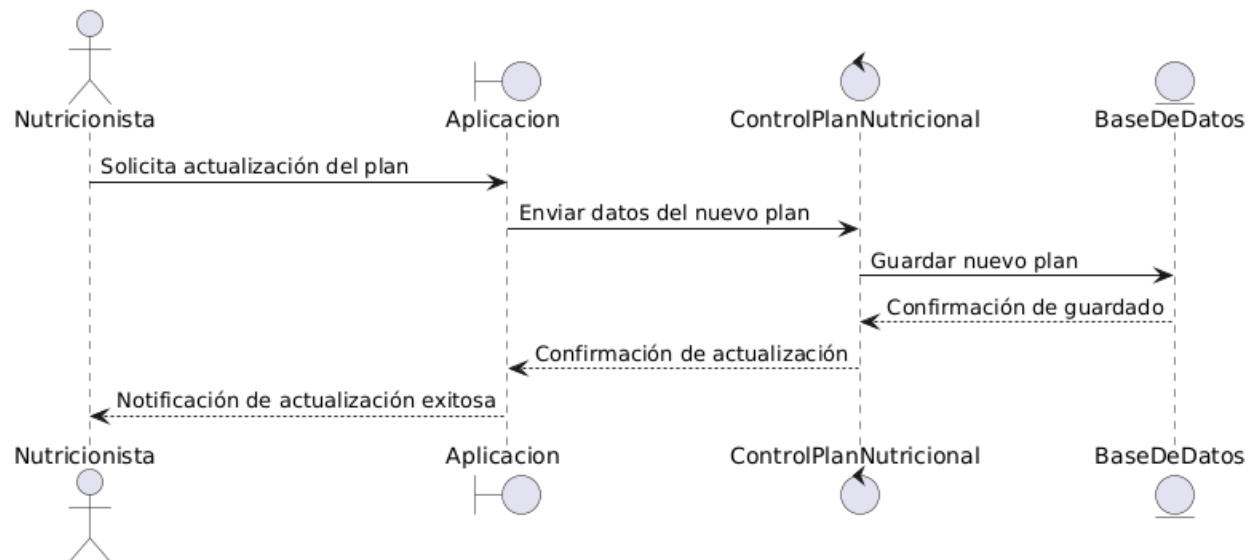 Nutricionista
Aplicacion
ControlPlanNutricional
BaseDeDatos
Solicita actualización del plan
Enviar datos del nuevo plan
Guardar nuevo plan
Confirmación de guardado
Confirmación de actualización
Notificación de actualización exitosa
Nutricionista
Aplicacion
ControlPlanNutricional
BaseDeDatos